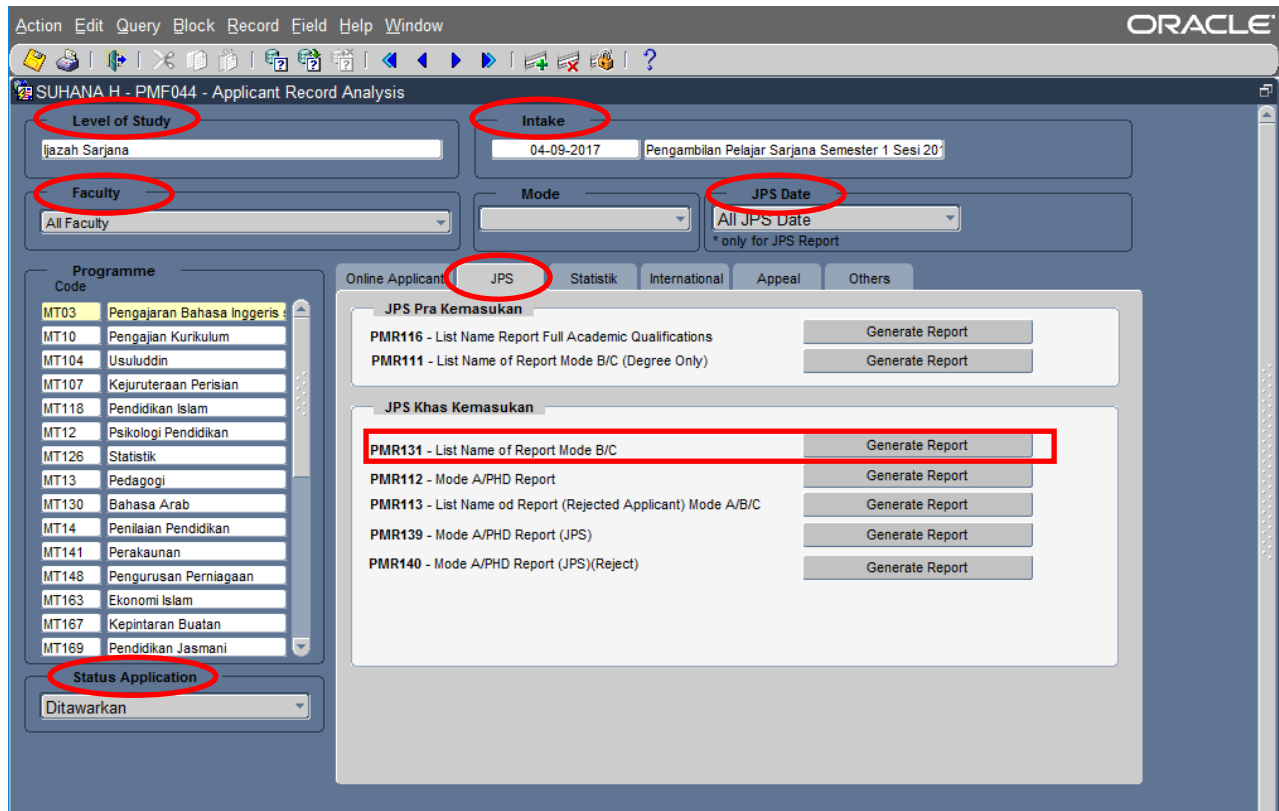 Action Edit Query Block Record Field Help Window
ORACLE
SUHANA.H - PMF044 - Applicant Record Analysis
Level of Study
Ijazah Sarjana
Intake
04-09-2017 Pengambilan Pelajar Sarjana Semester 1 Sesi 201
Faculty
All Faculty
Mode
JPS Date
All JPS Date
* only for JPS Report
Programme
Code
MT03 Pengajaran Bahasa Inggeris s
MT10 Pengajian Kurikulum
MT104 Usuluddin
MT107 Kejuruteraan Perisian
MT118 Pendidikan Islam
MT12 Psikologi Pendidikan
MT126 Statistik
MT13 Pedagogi
MT130 Bahasa Arab
MT14 Penilaian Pendidikan
MT141 Perakaunan
MT148 Pengurusan Perniagaan
MT163 Ekonomi Islam
MT167 Kepintaran Buatan
MT169 Pendidikan Jasmani
Status Application
Ditawarkan
Online Applicant JPS Statistik International Appeal Others
JPS Pra Kemasukan
PMR116 - List Name Report Full Academic Qualifications Generate Report
PMR111 - List Name of Report Mode B/C (Degree Only) Generate Report
JPS Khas Kemasukan
PMR131 - List Name of Report Mode B/C Generate Report
PMR112 - Mode A/PHD Report Generate Report
PMR113 - List Name od Report (Rejected Applicant) Mode A/B/C Generate Report
PMR139 - Mode A/PHD Report (JPS) Generate Report
PMR140 - Mode A/PHD Report (JPS)(Reject) Generate Report